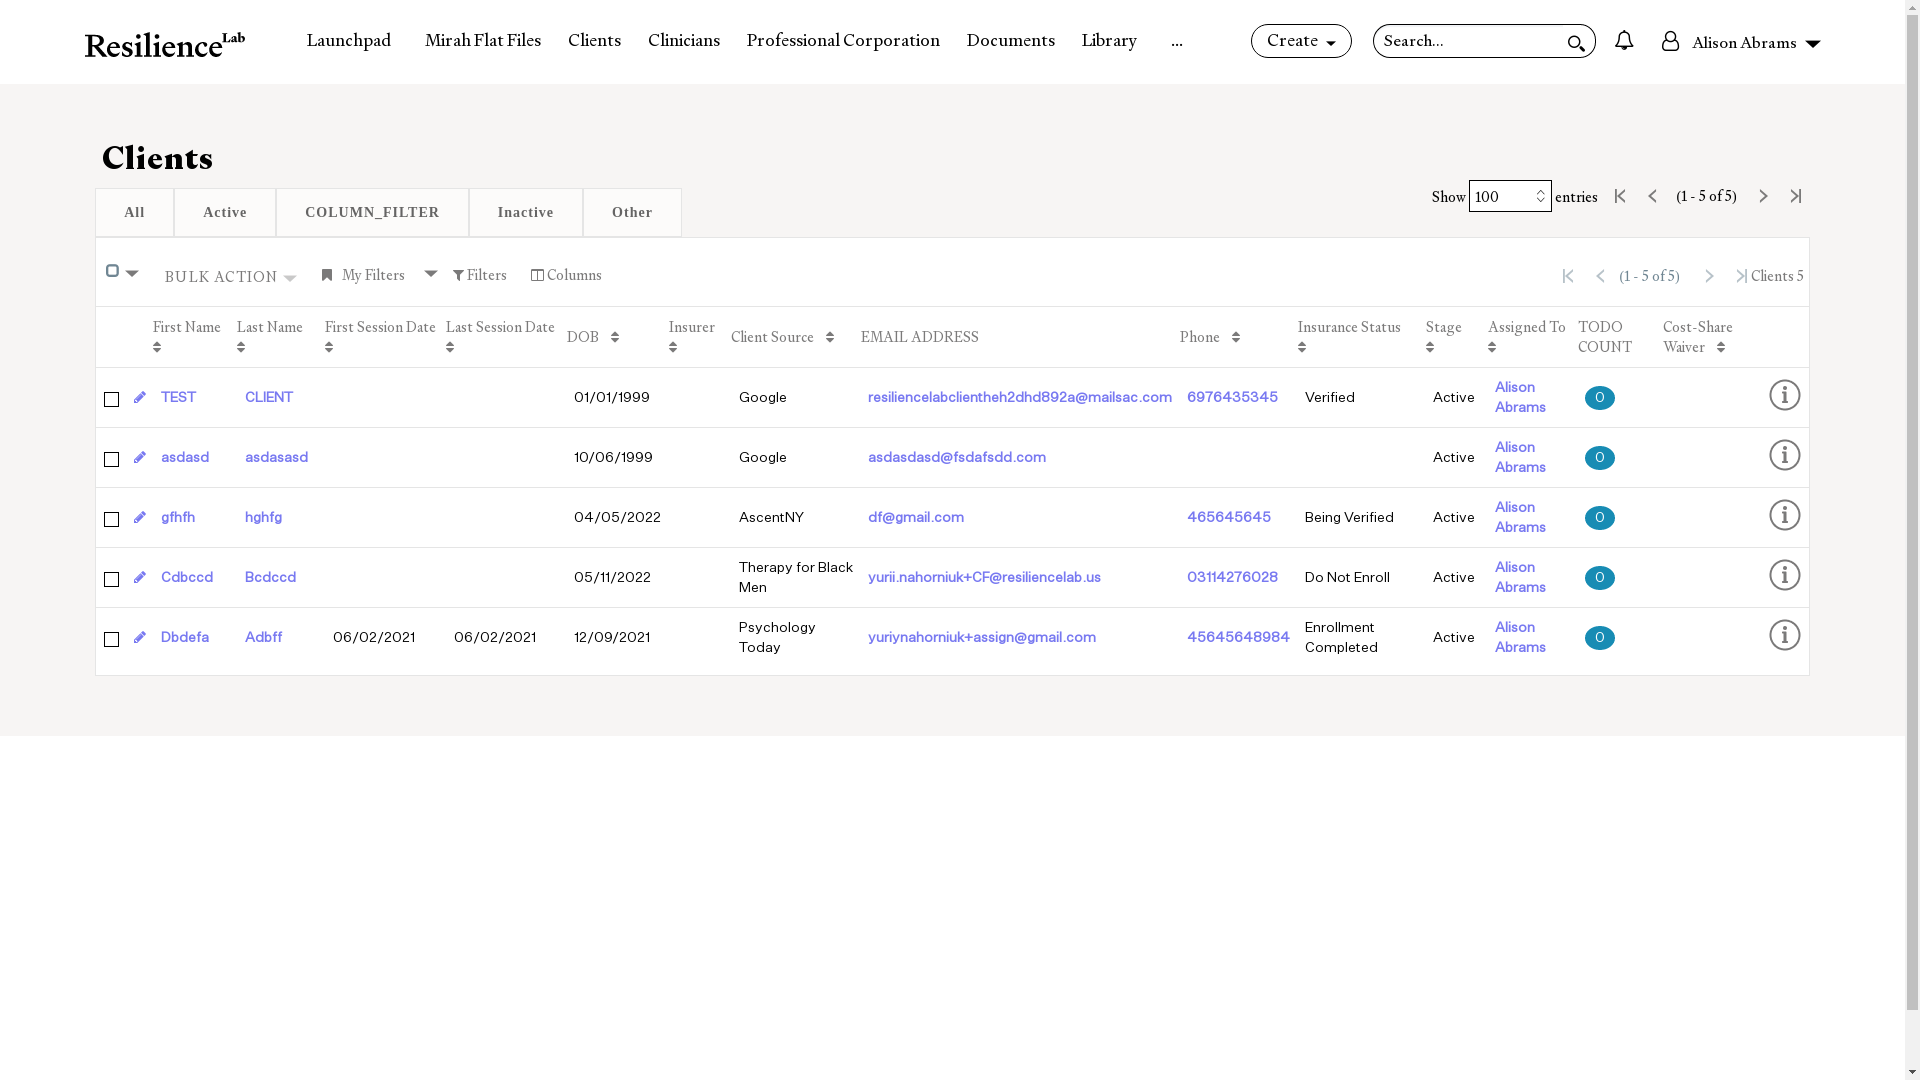 ResilienceLab Launchpad Mirah Flat Files Clients Clinicians Professional Corporation Documents Library ... Create Search... Alison Abrams
Clients
All Active COLUMN_FILTER Inactive Other
Show 100 entries (1 - 5 of 5)
BULK ACTION My Filters Filters Columns (1 - 5 of 5) Clients 5
First Name Last Name First Session Date Last Session Date DOB Insurer Client Source EMAIL ADDRESS Phone Insurance Status Stage Assigned To TODO COUNT Cost-Share Waiver
TEST CLIENT 01/01/1999 Google resiliencelabclientheh2dhd892a@mailsac.com 6976435345 Verified Active Alison Abrams 0
asdasd asdasasd 10/06/1999 Google asdasdasd@fsdafsdd.com Active Alison Abrams 0
gfhfh hghfg 04/05/2022 AscentNY df@gmail.com 465645645 Being Verified Active Alison Abrams 0
Cdbccd Bcdccd 05/11/2022 Therapy for Black Men yurii.nahorniuk+CF@resiliencelab.us 03114276028 Do Not Enroll Active Alison Abrams 0
Dbdefa Adbff 06/02/2021 06/02/2021 12/09/2021 Psychology Today yuriynahorniuk+assign@gmail.com 45645648984 Enrollment Completed Active Alison Abrams 0